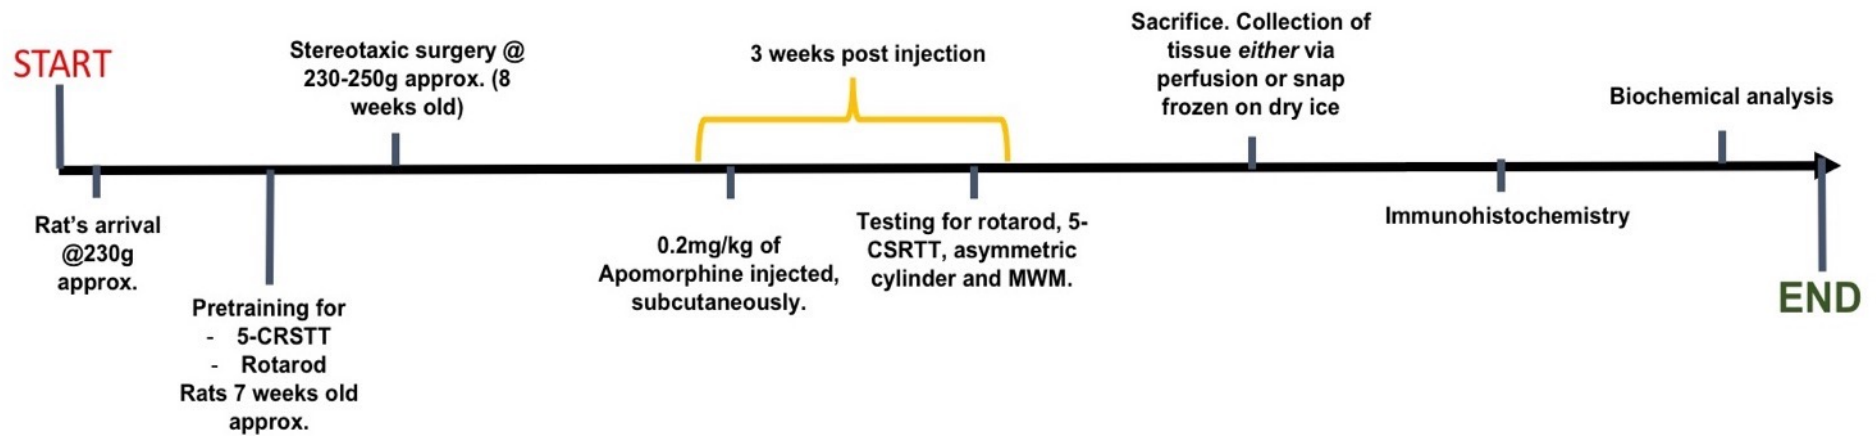 START
Rat's arrival
@230g
approx.
Pretraining for
- 5-CRSTT
- Rotarod
Rats 7 weeks old
approx.
Stereotaxic surgery @
230-250g approx. (8
weeks old)
3 weeks post injection
0.2mg/kg of
Apomorphine injected,
subcutaneously.
Testing for rotarod, 5-
CSRTT, asymmetric
cylinder and MWM.
Sacrifice. Collection of
tissue either via
perfusion or snap
frozen on dry ice
Immunohistochemistry
Biochemical analysis
END